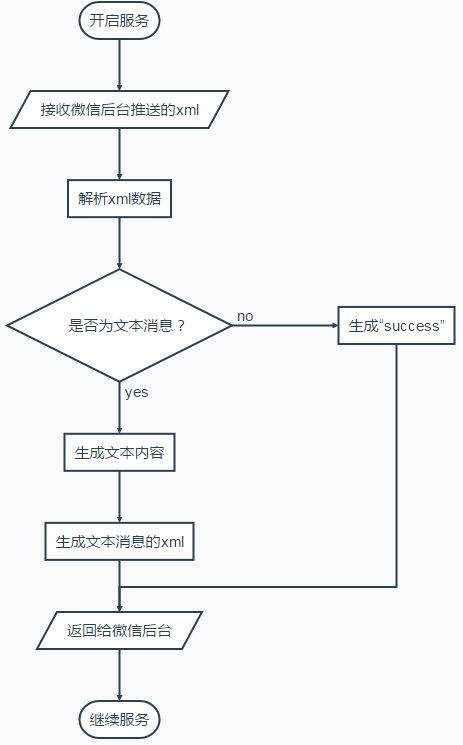 开启服务
接收微信后台推送的xml
解析xml数据
是否为文本消息？
no
生成“success”
yes
生成文本内容
生成文本消息的xml
返回给微信后台
继续服务